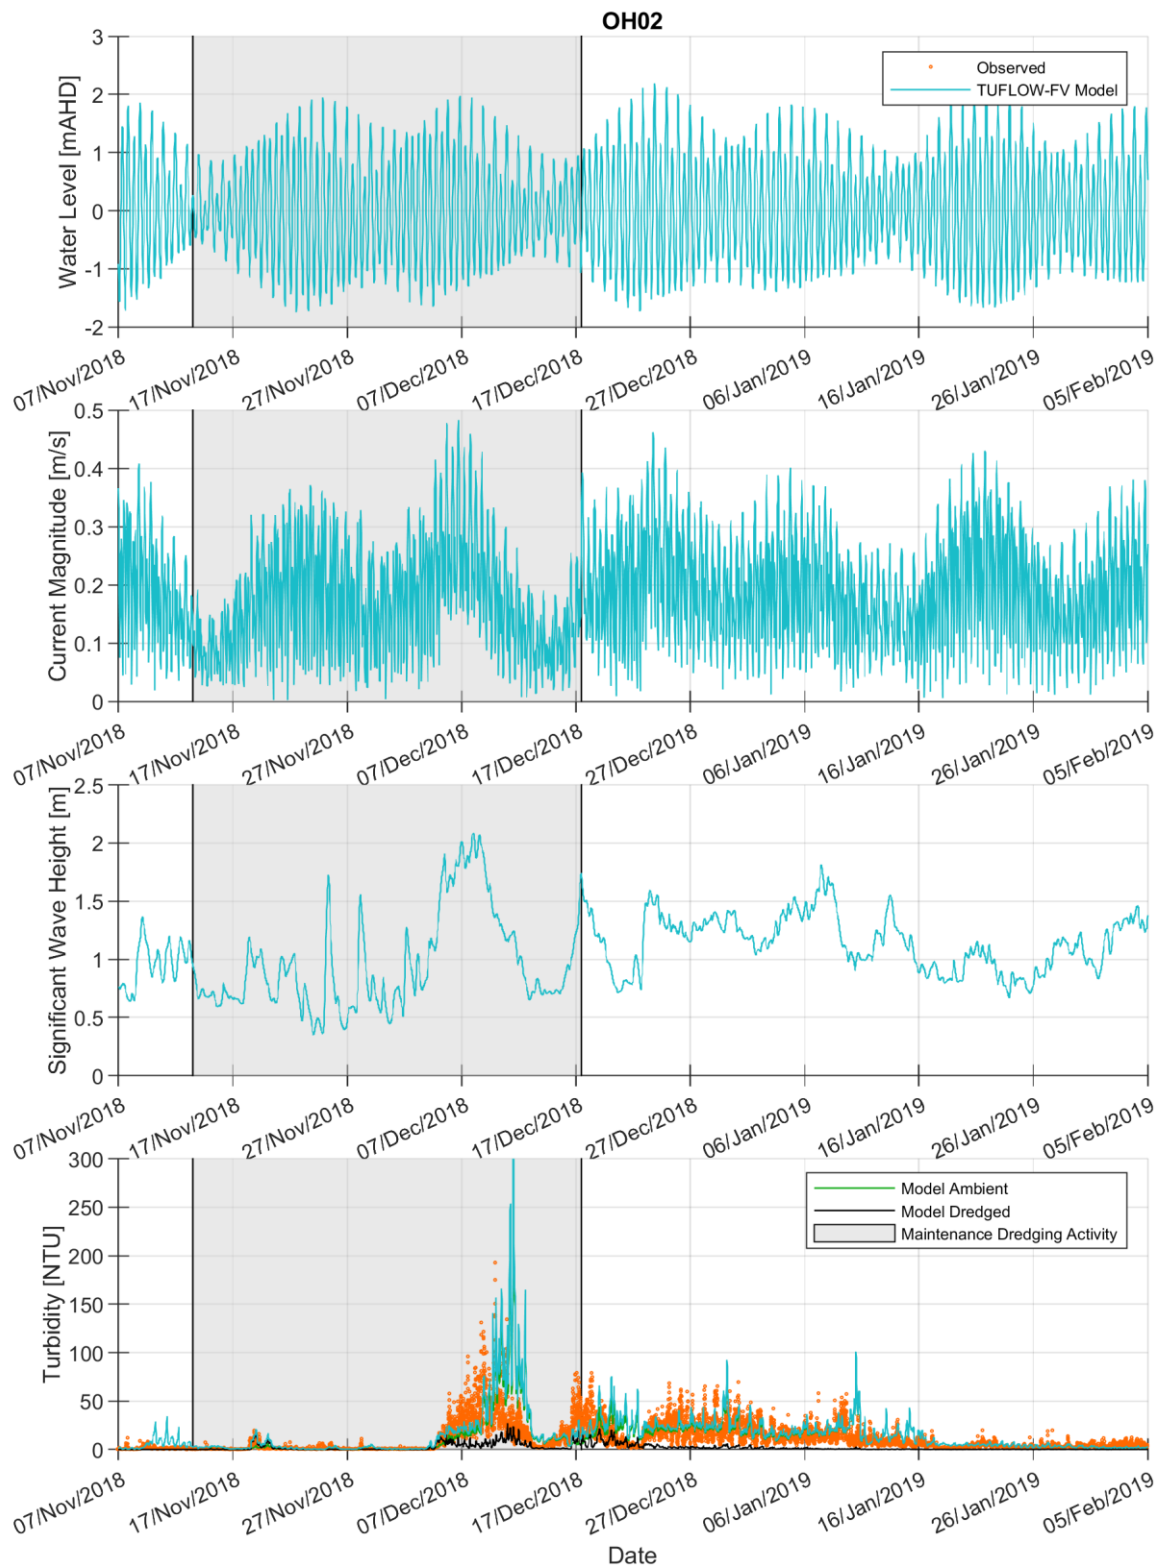 OH02
Water Level [mAHD]
3
2
1
0
-1
-2
Observed
TUFLOW-FV Model
07/Nov/2018
17/Nov/2018
27/Nov/2018
07/Dec/2018
17/Dec/2018
27/Dec/2018
06/Jan/2019
16/Jan/2019
26/Jan/2019
05/Feb/2019
Current Magnitude [m/s]
0.5
0.4
0.3
0.2
0.1
0
07/Nov/2018
17/Nov/2018
27/Nov/2018
07/Dec/2018
17/Dec/2018
27/Dec/2018
06/Jan/2019
16/Jan/2019
26/Jan/2019
05/Feb/2019
Significant Wave Height [m]
2.5
2
1.5
1
0.5
0
07/Nov/2018
17/Nov/2018
27/Nov/2018
07/Dec/2018
17/Dec/2018
27/Dec/2018
06/Jan/2019
16/Jan/2019
26/Jan/2019
05/Feb/2019
Turbidity [NTU]
300
250
200
150
100
50
0
Model Ambient
Model Dredged
Maintenance Dredging Activity
07/Nov/2018
17/Nov/2018
27/Nov/2018
07/Dec/2018
17/Dec/2018
27/Dec/2018
06/Jan/2019
16/Jan/2019
26/Jan/2019
05/Feb/2019
Date